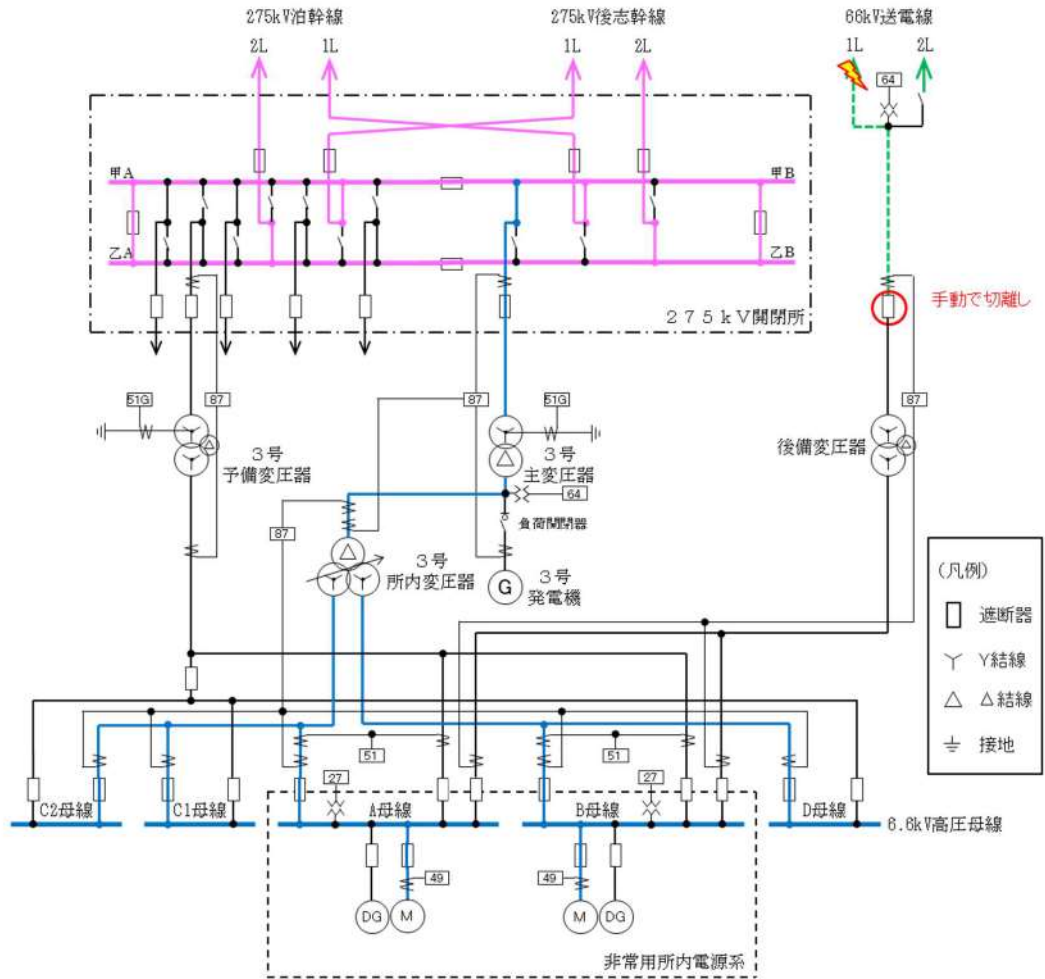 275kV泊幹線
275kV後志幹線
66kV送電線
2L
1L
1L
2L
1L
2L
64
甲A
甲B
乙A
乙B
275kV開閉所
手動で切離し
51G
87
87
51G
87
3号
予備変圧器
3号
主変圧器
後備変圧器
64
87
負荷開閉器
3号
所内変圧器
G
3号
発電機
(凡例)
遮断器
Y結線
△結線
接地
51
51
27
27
C2母線
C1母線
A母線
B母線
D母線
6.6kV高圧母線
49
49
DG
M
M
DG
非常用所内電源系